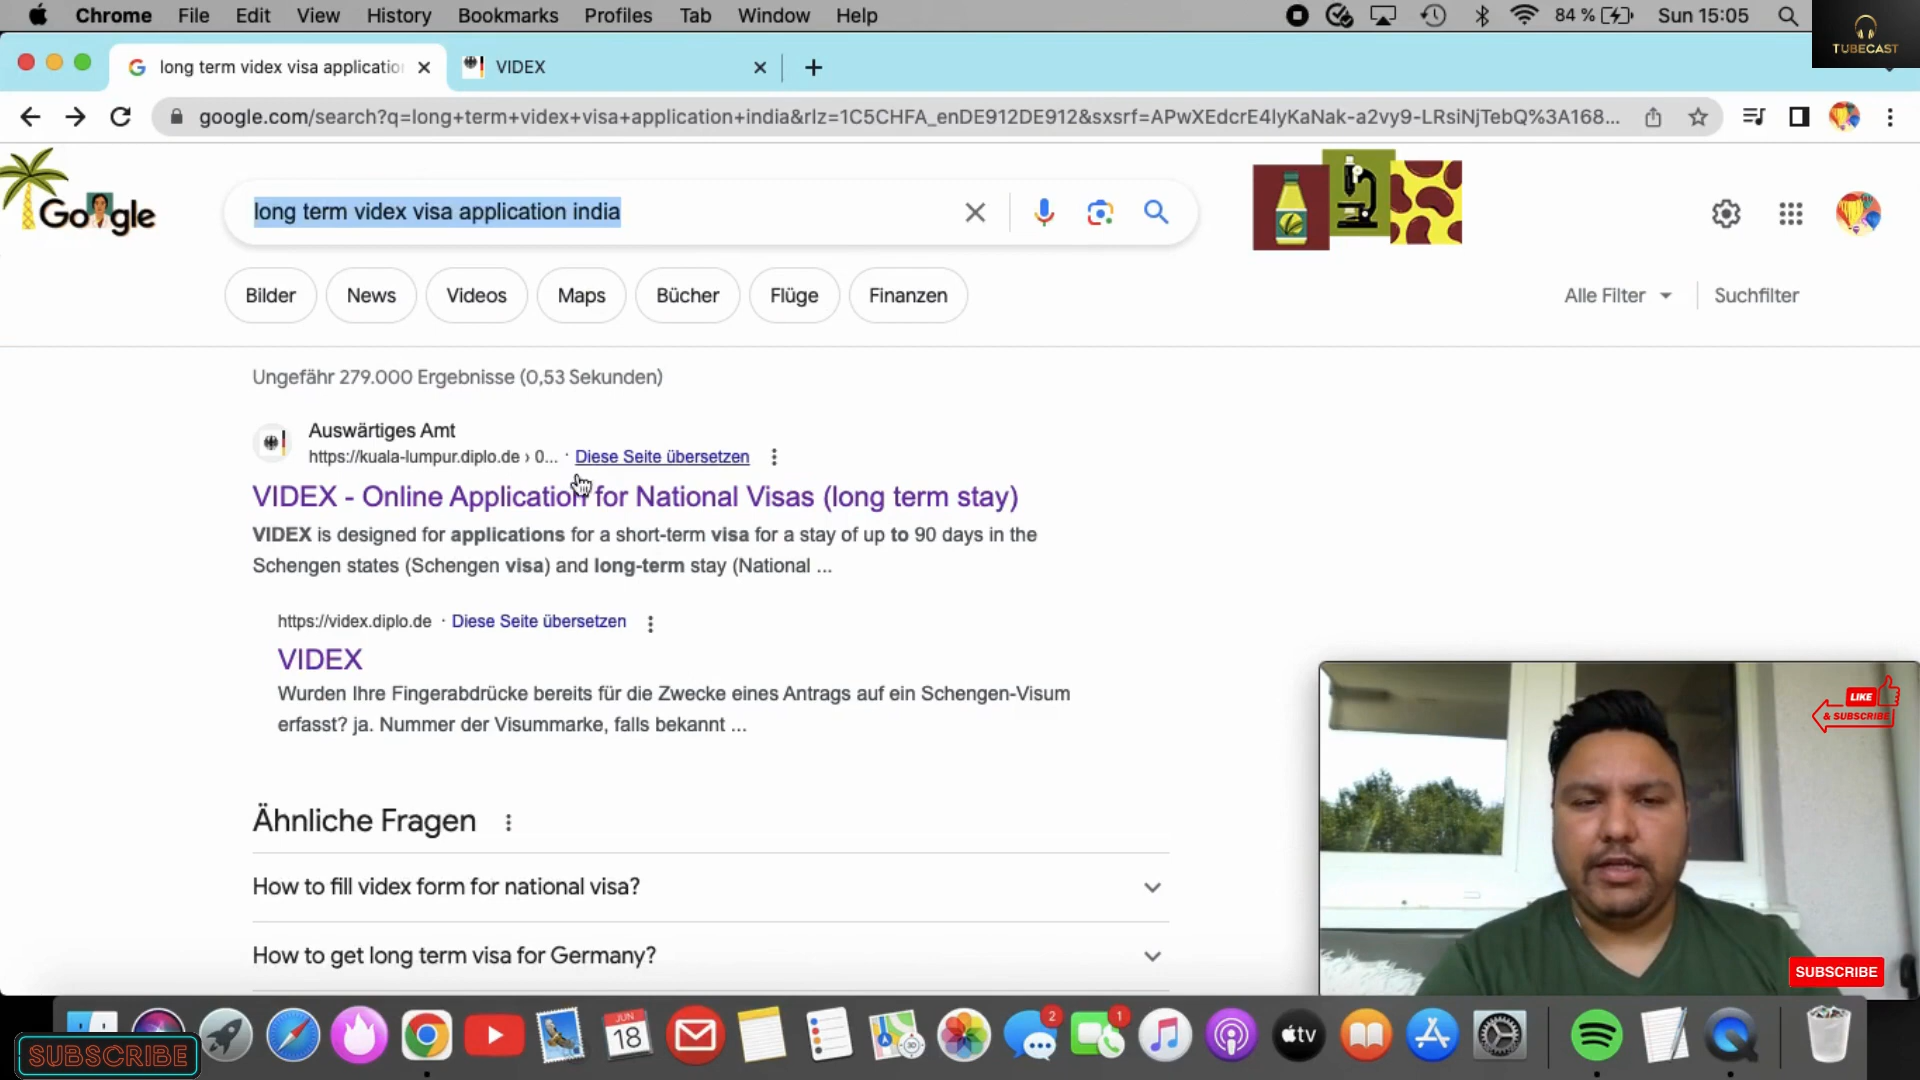 Chrome File Edit View History Bookmarks Profiles Tab Window Help 84 % Sun 15:05
TUBECAST
long term videx visa applicatio VIDEX
google.com/search?q=long+term+videx+visa+application+india&rlz=1C5CHFA_enDE912DE912&sxsrf=APwXEdcrE4lyKaNak-a2vy9-LRsiNjTebQ%3A168...
Google
long term videx visa application india
Bilder News Videos Maps Bücher Flüge Finanzen Alle Filter Suchfilter
Ungefähr 279.000 Ergebnisse (0,53 Sekunden)
Auswärtiges Amt
https://kuala-lumpur.diplo.de › 0... · Diese Seite übersetzen
VIDEX - Online Application for National Visas (long term stay)
VIDEX is designed for applications for a short-term visa for a stay of up to 90 days in the
Schengen states (Schengen visa) and long-term stay (National ...
https://videx.diplo.de · Diese Seite übersetzen
VIDEX
Wurden Ihre Fingerabdrücke bereits für die Zwecke eines Antrags auf ein Schengen-Visum
erfasst? ja. Nummer der Visummarke, falls bekannt ...
LIKE
& SUBSCRIBE
Ähnliche Fragen
How to fill videx form for national visa?
How to get long term visa for Germany?
SUBSCRIBE
JUN
18
2
1
tv
SUBSCRIBE